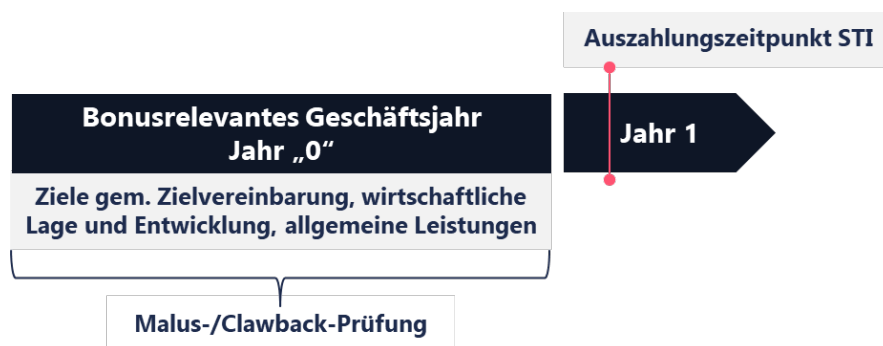 Auszahlungszeitpunkt STI
Bonusrelevantes Geschäftsjahr
Jahr „0“
Jahr 1
Ziele gem. Zielvereinbarung, wirtschaftliche
Lage und Entwicklung, allgemeine Leistungen
Malus-/Clawback-Prüfung